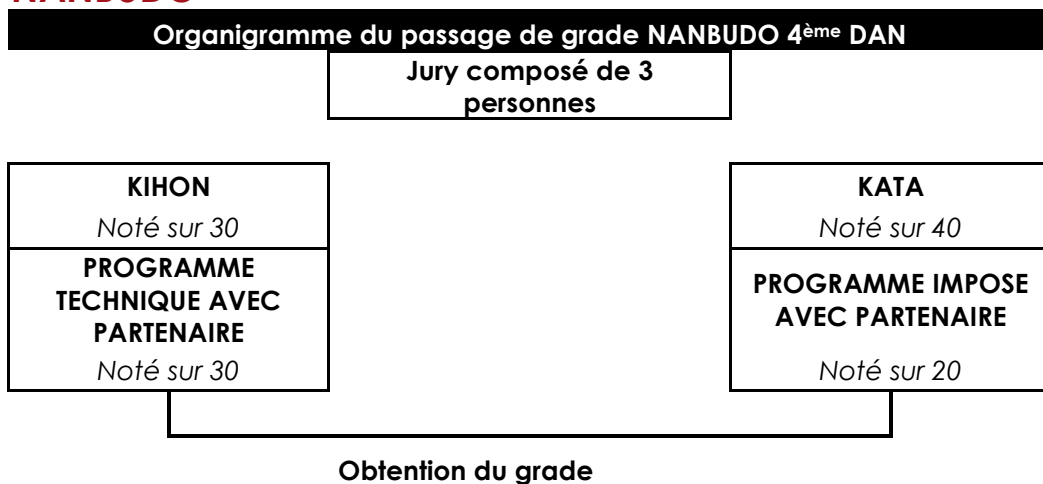 NANBUDO
Organigramme du passage de grade NANBUDO 4ème DAN
Jury composé de 3
personnes
KIHON
Noté sur 30
PROGRAMME
TECHNIQUE AVEC
PARTENAIRE
Noté sur 30
KATA
Noté sur 40
PROGRAMME IMPOSE
AVEC PARTENAIRE
Noté sur 20
Obtention du grade